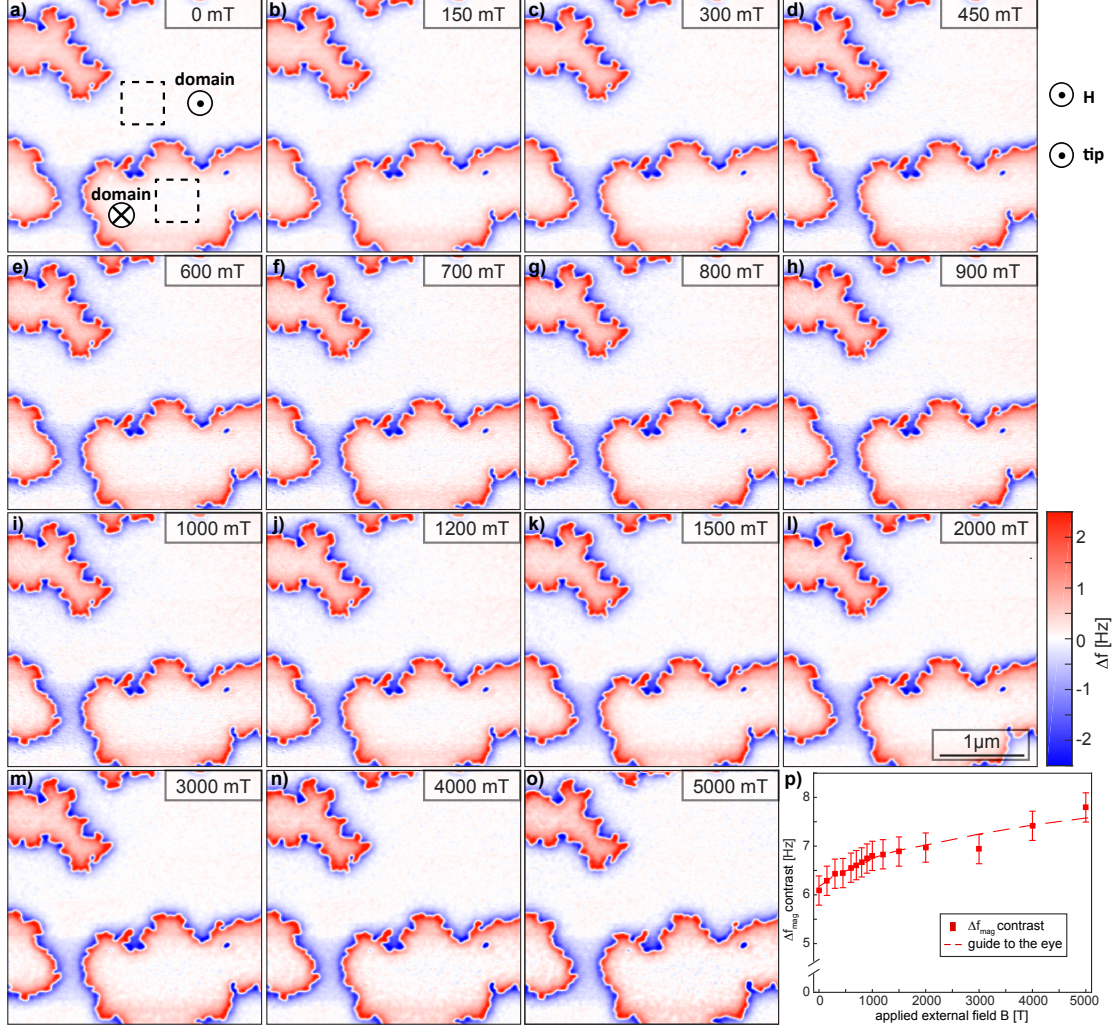 a) 0 mT
b) 150 mT
c) 300 mT
d) 450 mT
domain
domain
H
tip
e) 600 mT
f) 700 mT
g) 800 mT
h) 900 mT
i) 1000 mT
j) 1200 mT
k) 1500 mT
l) 2000 mT
1µm
2
1
0
-1
-2
Δf [Hz]
m) 3000 mT
n) 4000 mT
o) 5000 mT
p)
8
7
6
5
0
Δfmag contrast [Hz]
Δfmag contrast
guide to the eye
0 1000 2000 3000 4000 5000
applied external field B [T]